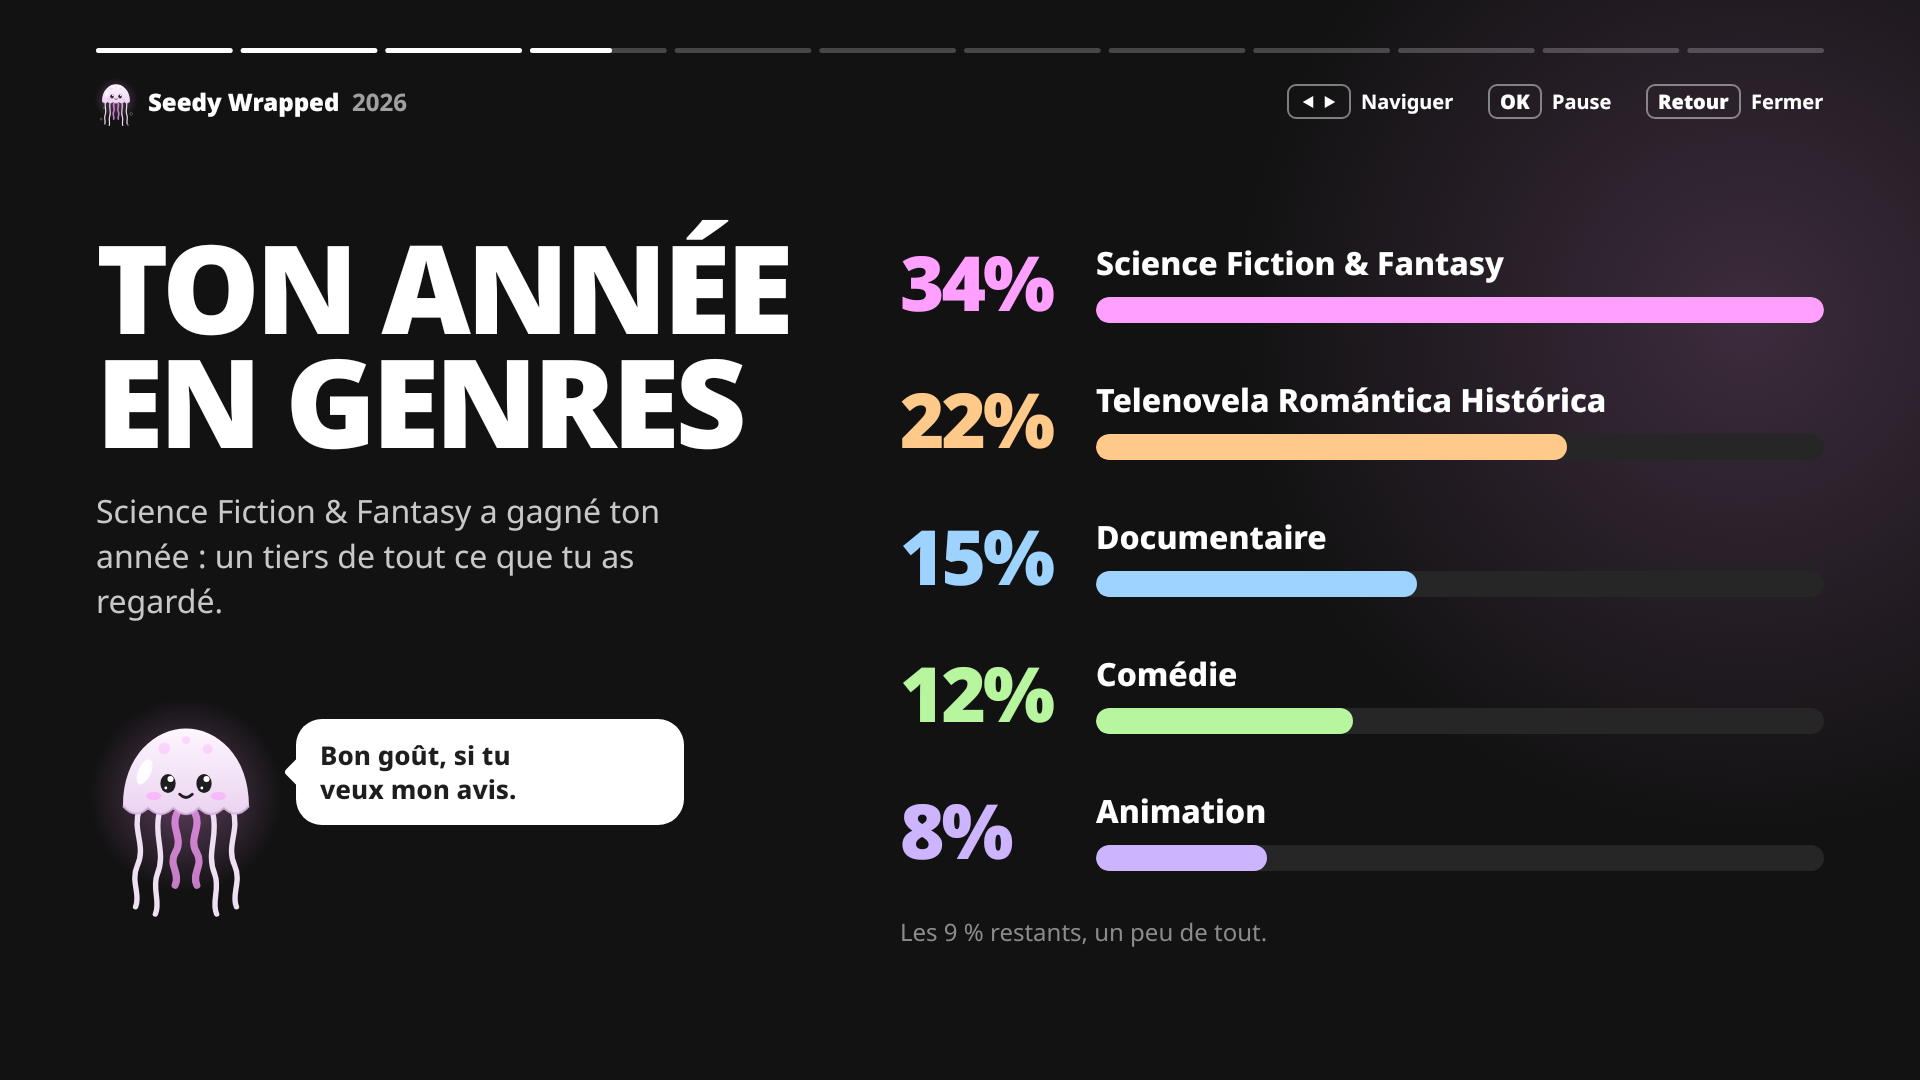 Seedy Wrapped 2026
◀ ▶ Naviguer
OK Pause
Retour Fermer
TON ANNÉE
EN GENRES
Science Fiction & Fantasy a gagné ton
année : un tiers de tout ce que tu as
regardé.
Bon goût, si tu
veux mon avis.
34% Science Fiction & Fantasy
22% Telenovela Romántica Histórica
15% Documentaire
12% Comédie
8% Animation
Les 9 % restants, un peu de tout.